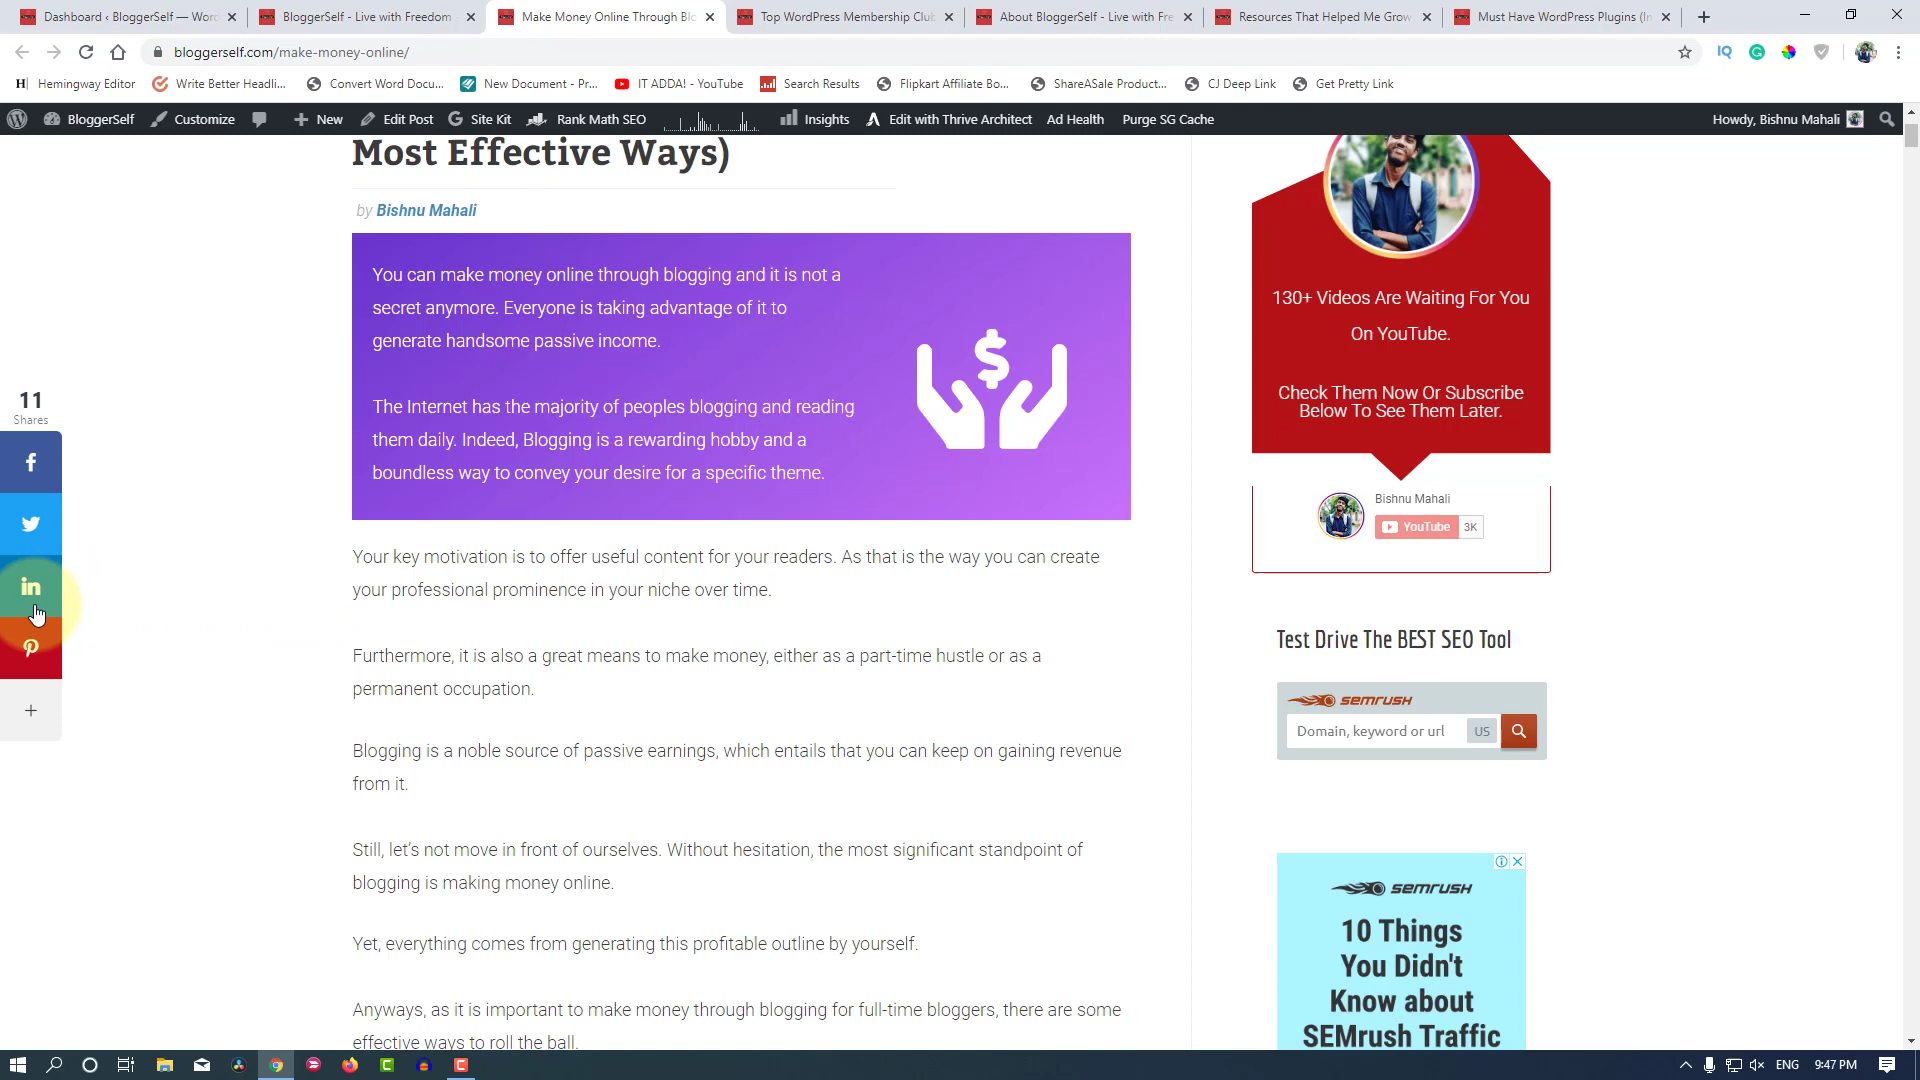 Dashboard ‹ BloggerSelf — Word
BloggerSelf - Live with Freedom
Make Money Online Through Blo
Top WordPress Membership Club
About BloggerSelf - Live with Fre
Resources That Helped Me Grow
Must Have WordPress Plugins (In
bloggerself.com/make-money-online/
Hemingway Editor
Write Better Headli...
Convert Word Docu...
New Document - Pr...
IT ADDA! - YouTube
Search Results
Flipkart Affiliate Bo...
ShareASale Product...
CJ Deep Link
Get Pretty Link
BloggerSelf
Customize
New
Edit Post
Site Kit
Rank Math SEO
Insights
Edit with Thrive Architect
Ad Health
Purge SG Cache
Howdy, Bishnu Mahali
Most Effective Ways)
by Bishnu Mahali
You can make money online through blogging and it is not a
secret anymore. Everyone is taking advantage of it to
generate handsome passive income.
The Internet has the majority of peoples blogging and reading
them daily. Indeed, Blogging is a rewarding hobby and a
boundless way to convey your desire for a specific theme.
$
11
Shares
f
in
+
Your key motivation is to offer useful content for your readers. As that is the way you can create
your professional prominence in your niche over time.
Furthermore, it is also a great means to make money, either as a part-time hustle or as a
permanent occupation.
Blogging is a noble source of passive earnings, which entails that you can keep on gaining revenue
from it.
Still, let's not move in front of ourselves. Without hesitation, the most significant standpoint of
blogging is making money online.
Yet, everything comes from generating this profitable outline by yourself.
Anyways, as it is important to make money through blogging for full-time bloggers, there are some
effective ways to roll the ball.
130+ Videos Are Waiting For You
On YouTube.
Check Them Now Or Subscribe
Below To See Them Later.
Bishnu Mahali
YouTube 3K
Test Drive The BEST SEO Tool
SEMRUSH
Domain, keyword or url US
SEMRUSH
10 Things
You Didn't
Know about
SEMrush Traffic
ENG
9:47 PM